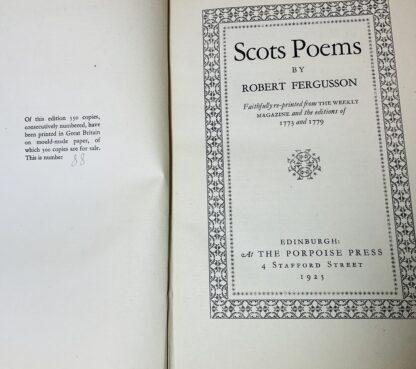 Of this edition 550 copies,
consecutively numbered, have
been printed in Great Britain
on mould-made paper, of
which 500 copies are for sale.
This is number 88
Scots Poems
BY
ROBERT FERGUSSON
Faithfully re-printed from THE WEEKLY
MAGAZINE and the editions of
1773 and 1779
EDINBURGH:
At THE PORPOISE PRESS
4 STAFFORD STREET
1925